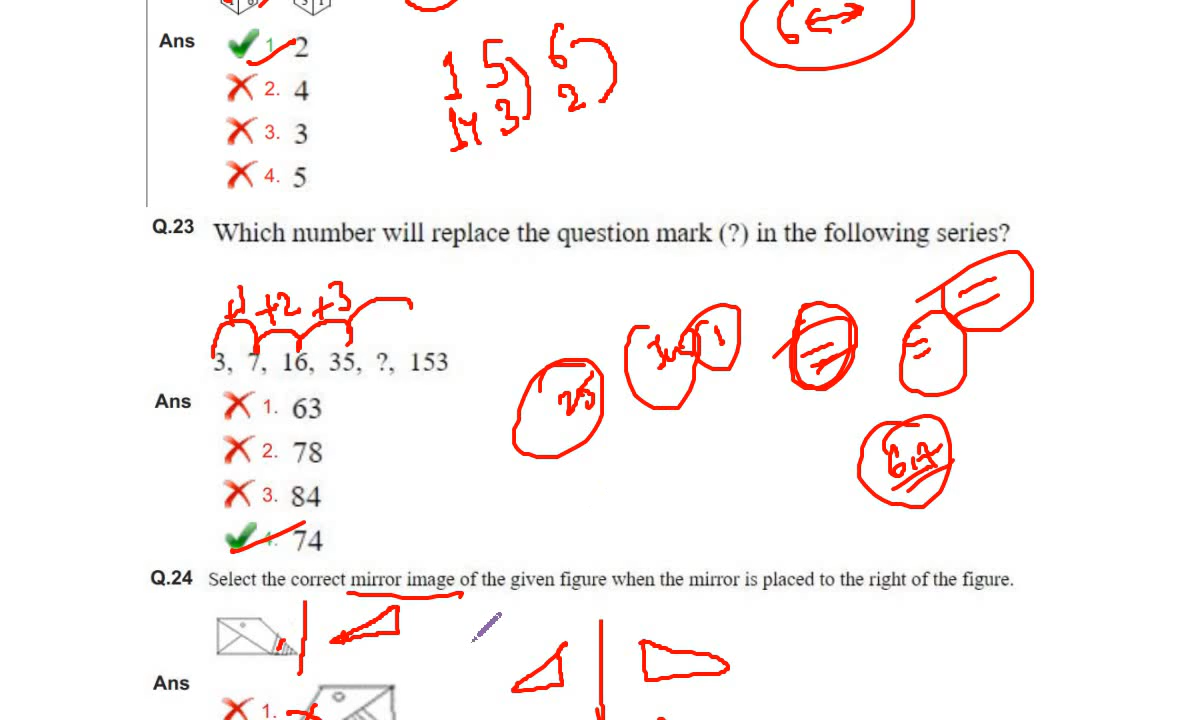 Ans 1. 2
2. 4
3. 3
4. 5
1 5 6
14 3 2
Q.23 Which number will replace the question mark (?) in the following series?
+1 +2 +3
3, 7, 16, 35, ?, 153
Ans 1. 63
2. 78
3. 84
4. 74
25
67
Q.24 Select the correct mirror image of the given figure when the mirror is placed to the right of the figure.
Ans
1.